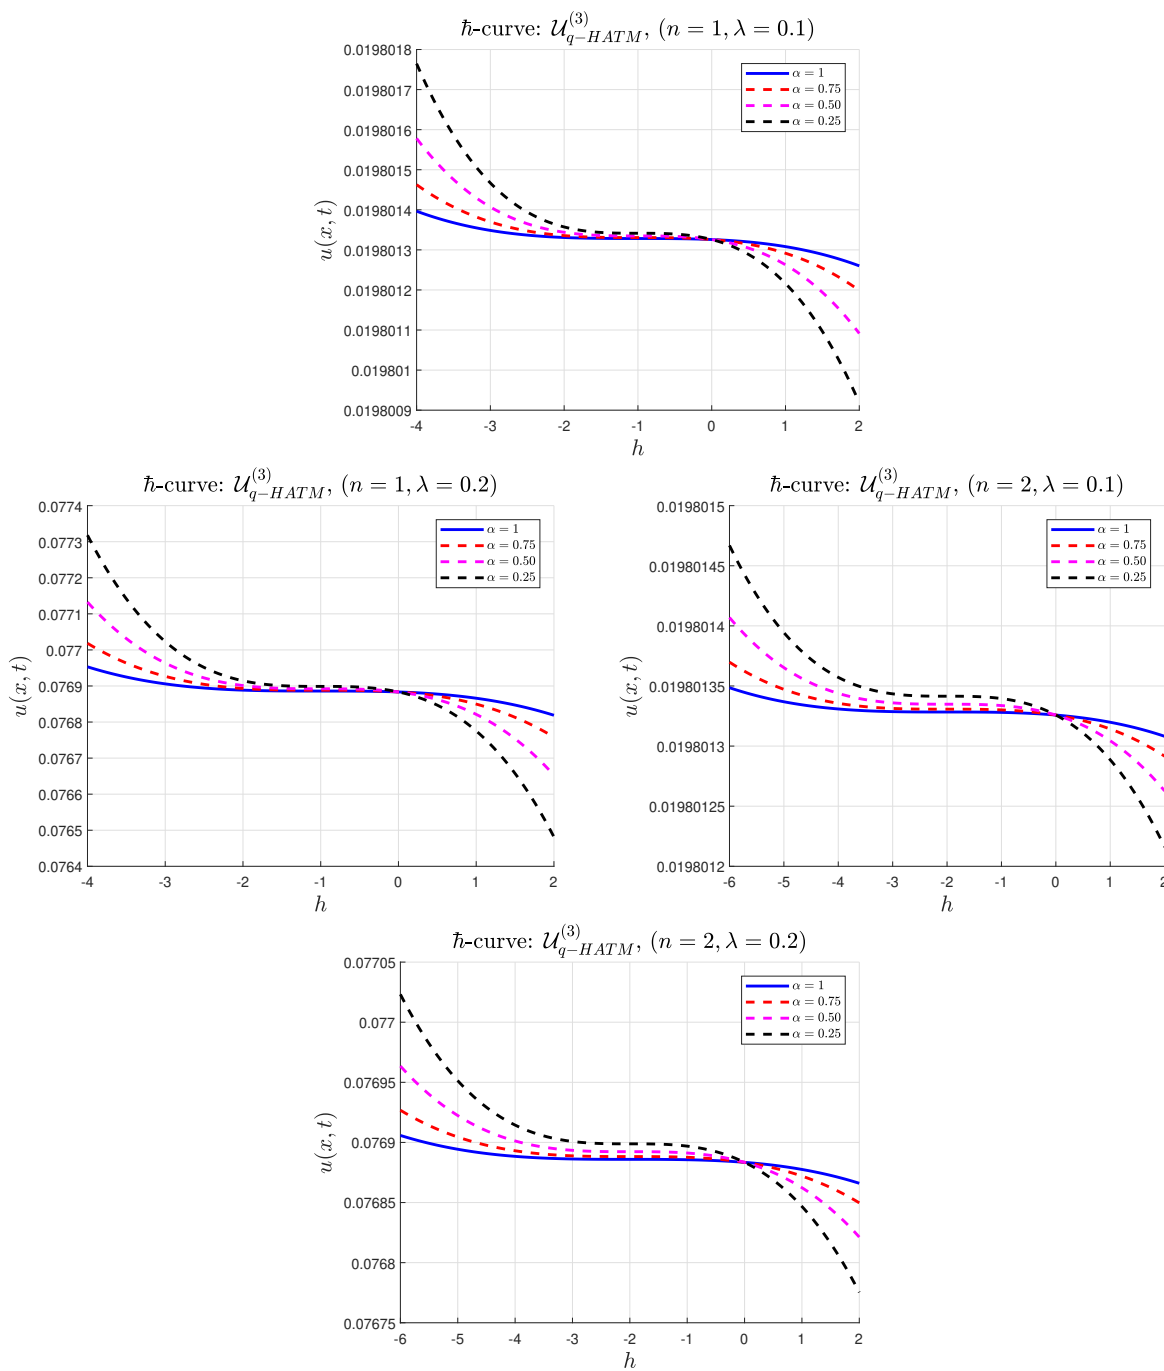 ħ-curve: 𝒰_{q−HATM}^{(3)}, (n = 1, λ = 0.1)
0.0198018
0.0198017
0.0198016
0.0198015
0.0198014
0.0198013
0.0198012
0.0198011
0.019801
0.0198009
u(x, t)
α = 1
α = 0.75
α = 0.50
α = 0.25
-4 -3 -2 -1 0 1 2
h
ħ-curve: 𝒰_{q−HATM}^{(3)}, (n = 1, λ = 0.2)
0.0774
0.0773
0.0772
0.0771
0.077
0.0769
0.0768
0.0767
0.0766
0.0765
0.0764
u(x, t)
α = 1
α = 0.75
α = 0.50
α = 0.25
-4 -3 -2 -1 0 1 2
h
ħ-curve: 𝒰_{q−HATM}^{(3)}, (n = 2, λ = 0.1)
0.0198015
0.01980145
0.0198014
0.01980135
0.0198013
0.01980125
0.0198012
u(x, t)
α = 1
α = 0.75
α = 0.50
α = 0.25
-6 -5 -4 -3 -2 -1 0 1 2
h
ħ-curve: 𝒰_{q−HATM}^{(3)}, (n = 2, λ = 0.2)
0.07705
0.077
0.07695
0.0769
0.07685
0.0768
0.07675
u(x, t)
α = 1
α = 0.75
α = 0.50
α = 0.25
-6 -5 -4 -3 -2 -1 0 1 2
h